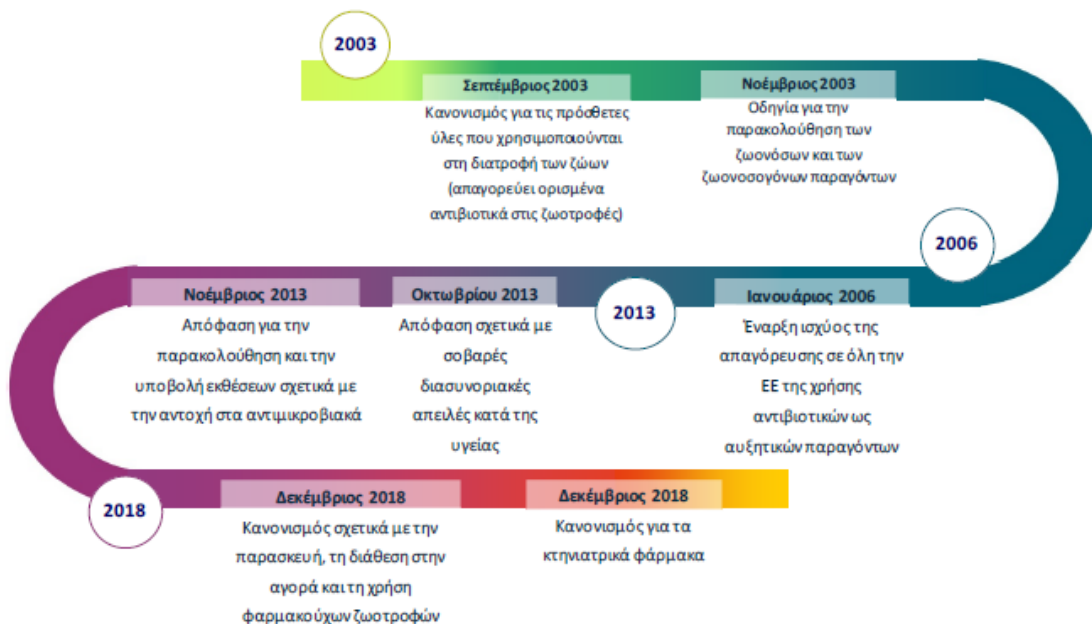 2003
Σεπτέμβριος 2003
Κανονισμός για τις πρόσθετες
ύλες που χρησιμοποιούνται
στη διατροφή των ζώων
(απαγορεύει ορισμένα
αντιβιοτικά στις ζωοτροφές)
Νοέμβριος 2003
Οδηγία για την
παρακολούθηση των
ζωονόσων και των
ζωονοσογόνων παραγόντων
2006
Ιανουάριος 2006
Έναρξη ισχύος της
απαγόρευσης σε όλη την
ΕΕ της χρήσης
αντιβιοτικών ως
αυξητικών παραγόντων
2013
Οκτωβρίου 2013
Απόφαση σχετικά με
σοβαρές
διασυνοριακές
απειλές κατά της
υγείας
Νοέμβριος 2013
Απόφαση για την
παρακολούθηση και την
υποβολή εκθέσεων σχετικά με
την αντοχή στα αντιμικροβιακά
2018
Δεκέμβριος 2018
Κανονισμός σχετικά με την
παρασκευή, τη διάθεση στην
αγορά και τη χρήση
φαρμακούχων ζωοτροφών
Δεκέμβριος 2018
Κανονισμός για τα
κτηνιατρικά φάρμακα